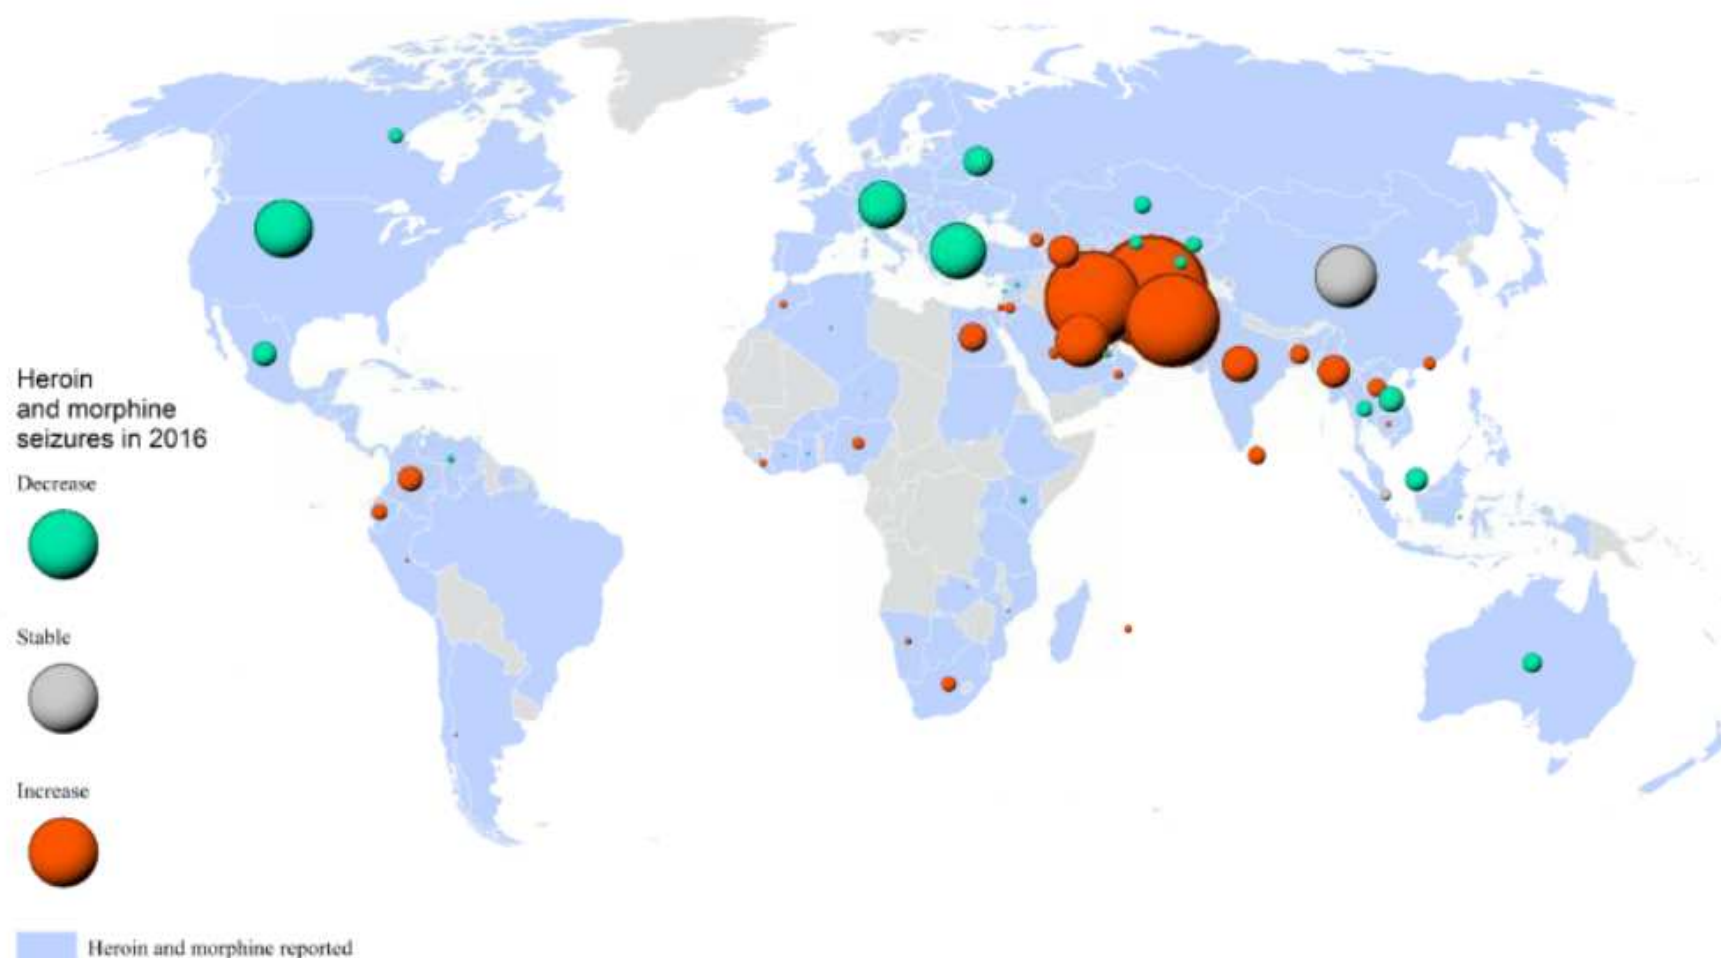 Heroin
and morphine
seizures in 2016
Decrease
Stable
Increase
Heroin and morphine reported